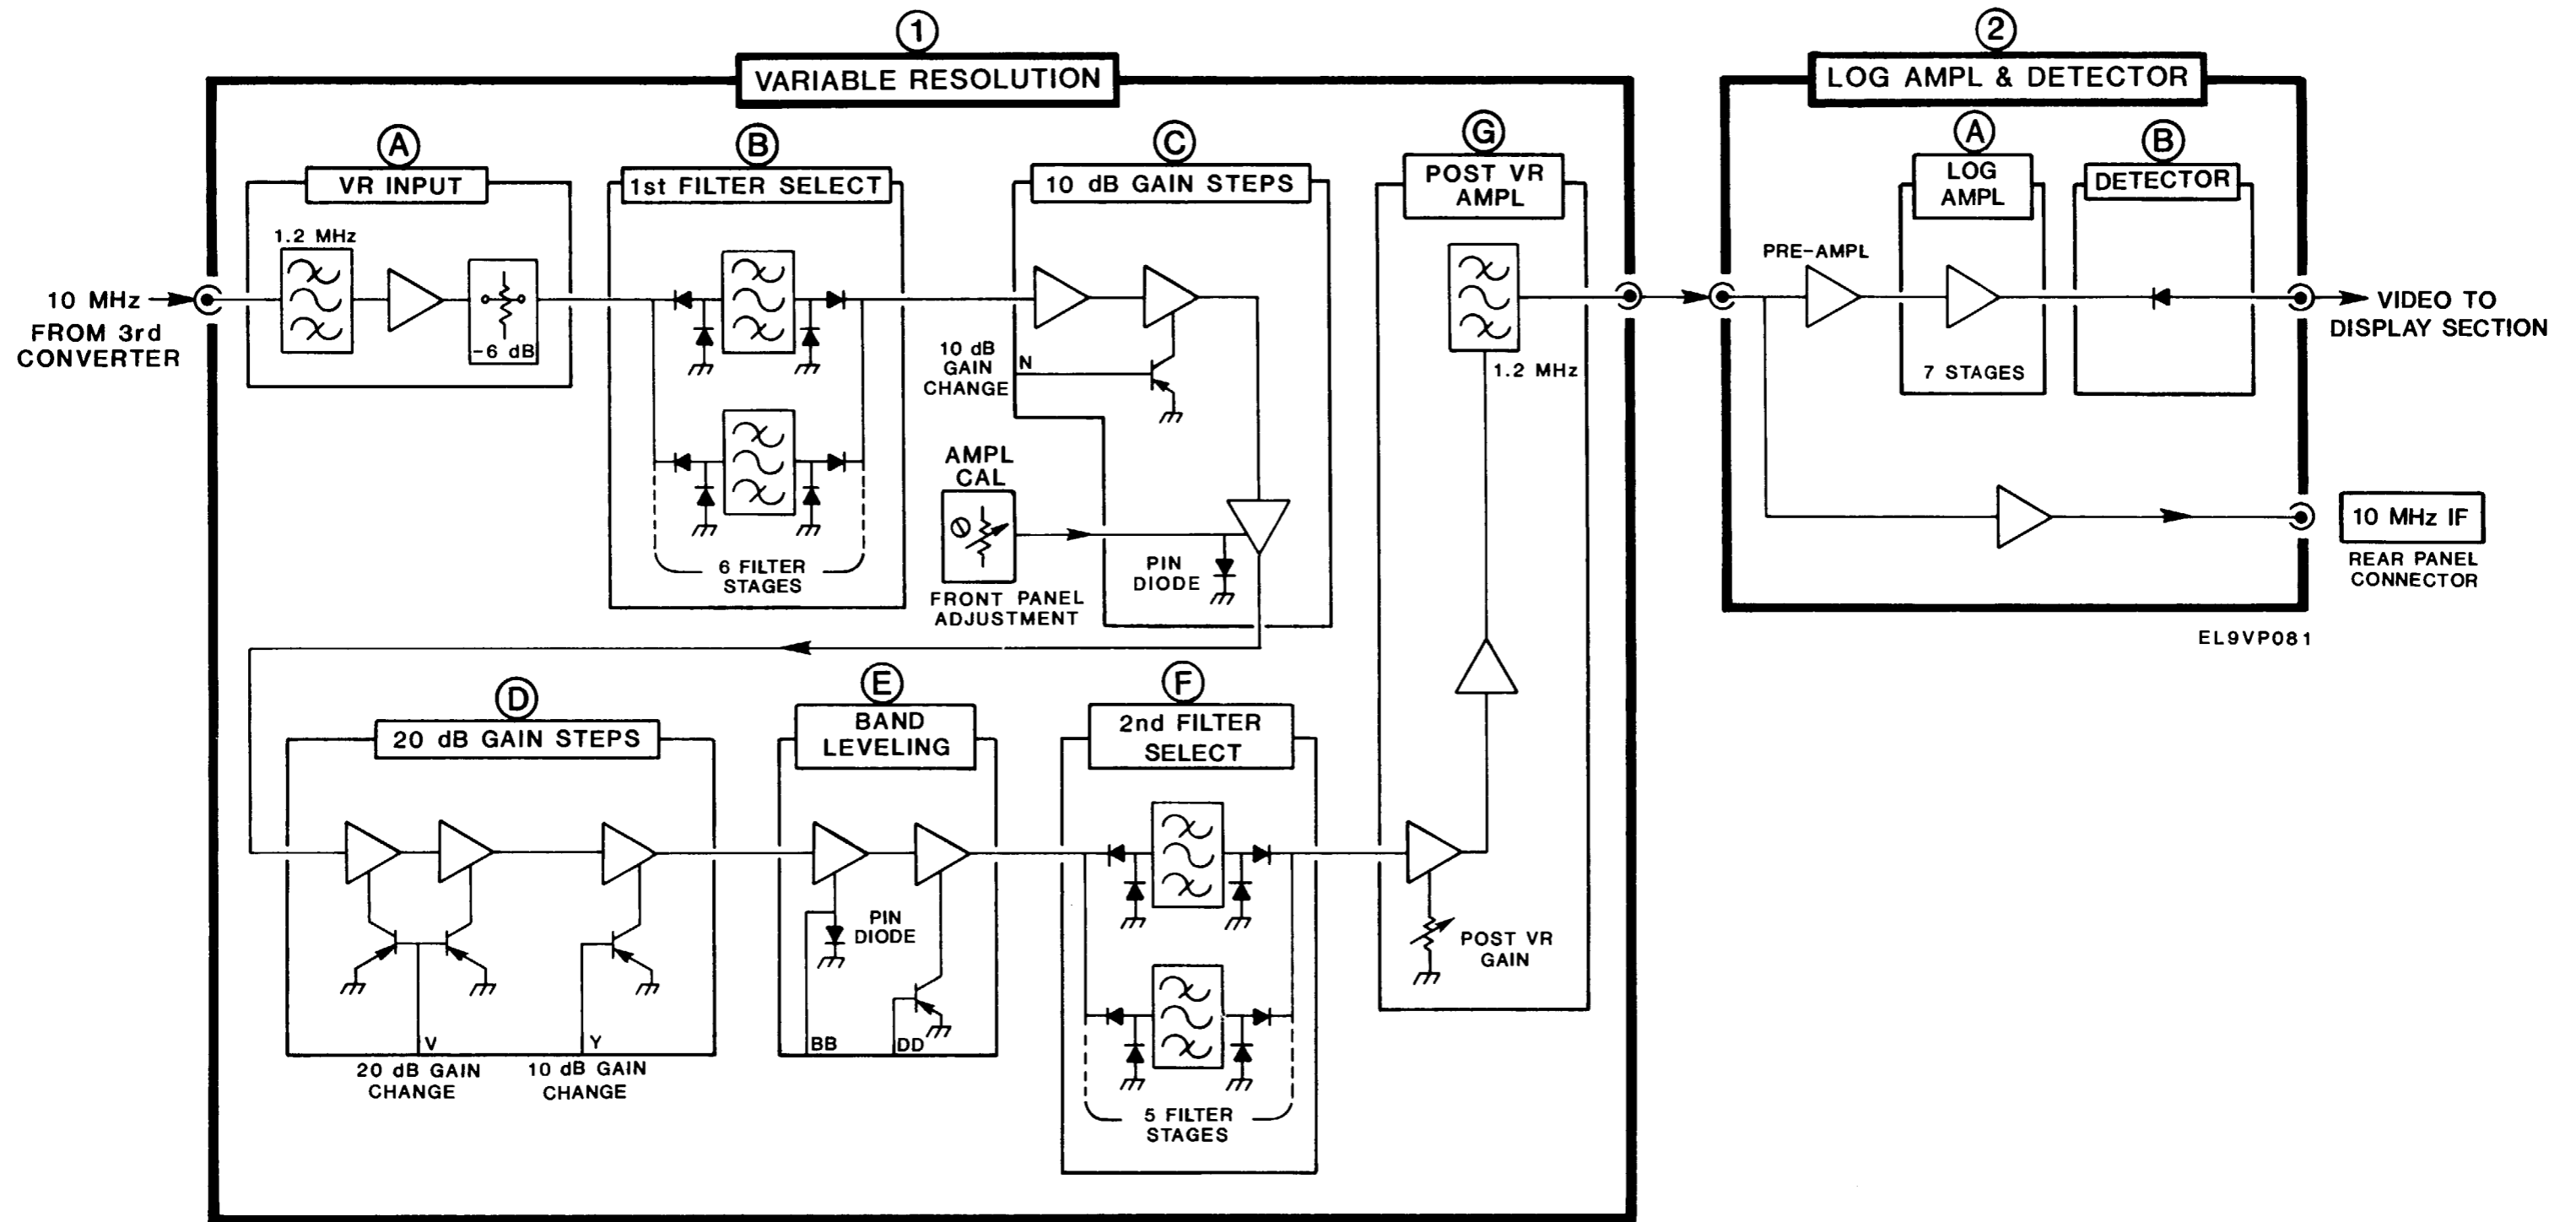 1
VARIABLE RESOLUTION
2
LOG AMPL & DETECTOR
A
VR INPUT
1.2 MHz
-6 dB
10 MHz
FROM 3rd
CONVERTER
B
1st FILTER SELECT
6 FILTER
STAGES
C
10 dB GAIN STEPS
10 dB
GAIN
CHANGE
N
AMPL
CAL
FRONT PANEL
ADJUSTMENT
PIN
DIODE
G
POST VR
AMPL
1.2 MHz
POST VR
GAIN
A
LOG
AMPL
PRE-AMPL
7 STAGES
B
DETECTOR
VIDEO TO
DISPLAY SECTION
10 MHz IF
REAR PANEL
CONNECTOR
EL9VP081
D
20 dB GAIN STEPS
V
20 dB GAIN
CHANGE
Y
10 dB GAIN
CHANGE
E
BAND
LEVELING
PIN
DIODE
BB
DD
F
2nd FILTER
SELECT
5 FILTER
STAGES